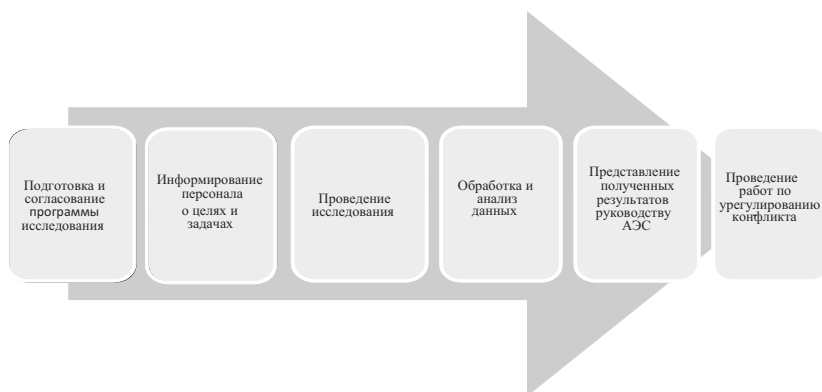 Подготовка и
согласование
программы
исследования
Информирование
персонала
о целях и
задачах
Проведение
исследования
Обработка и
анализ
данных
Представление
полученных
результатов
руководству
АЭС
Проведение
работ по
урегулированию
конфликта